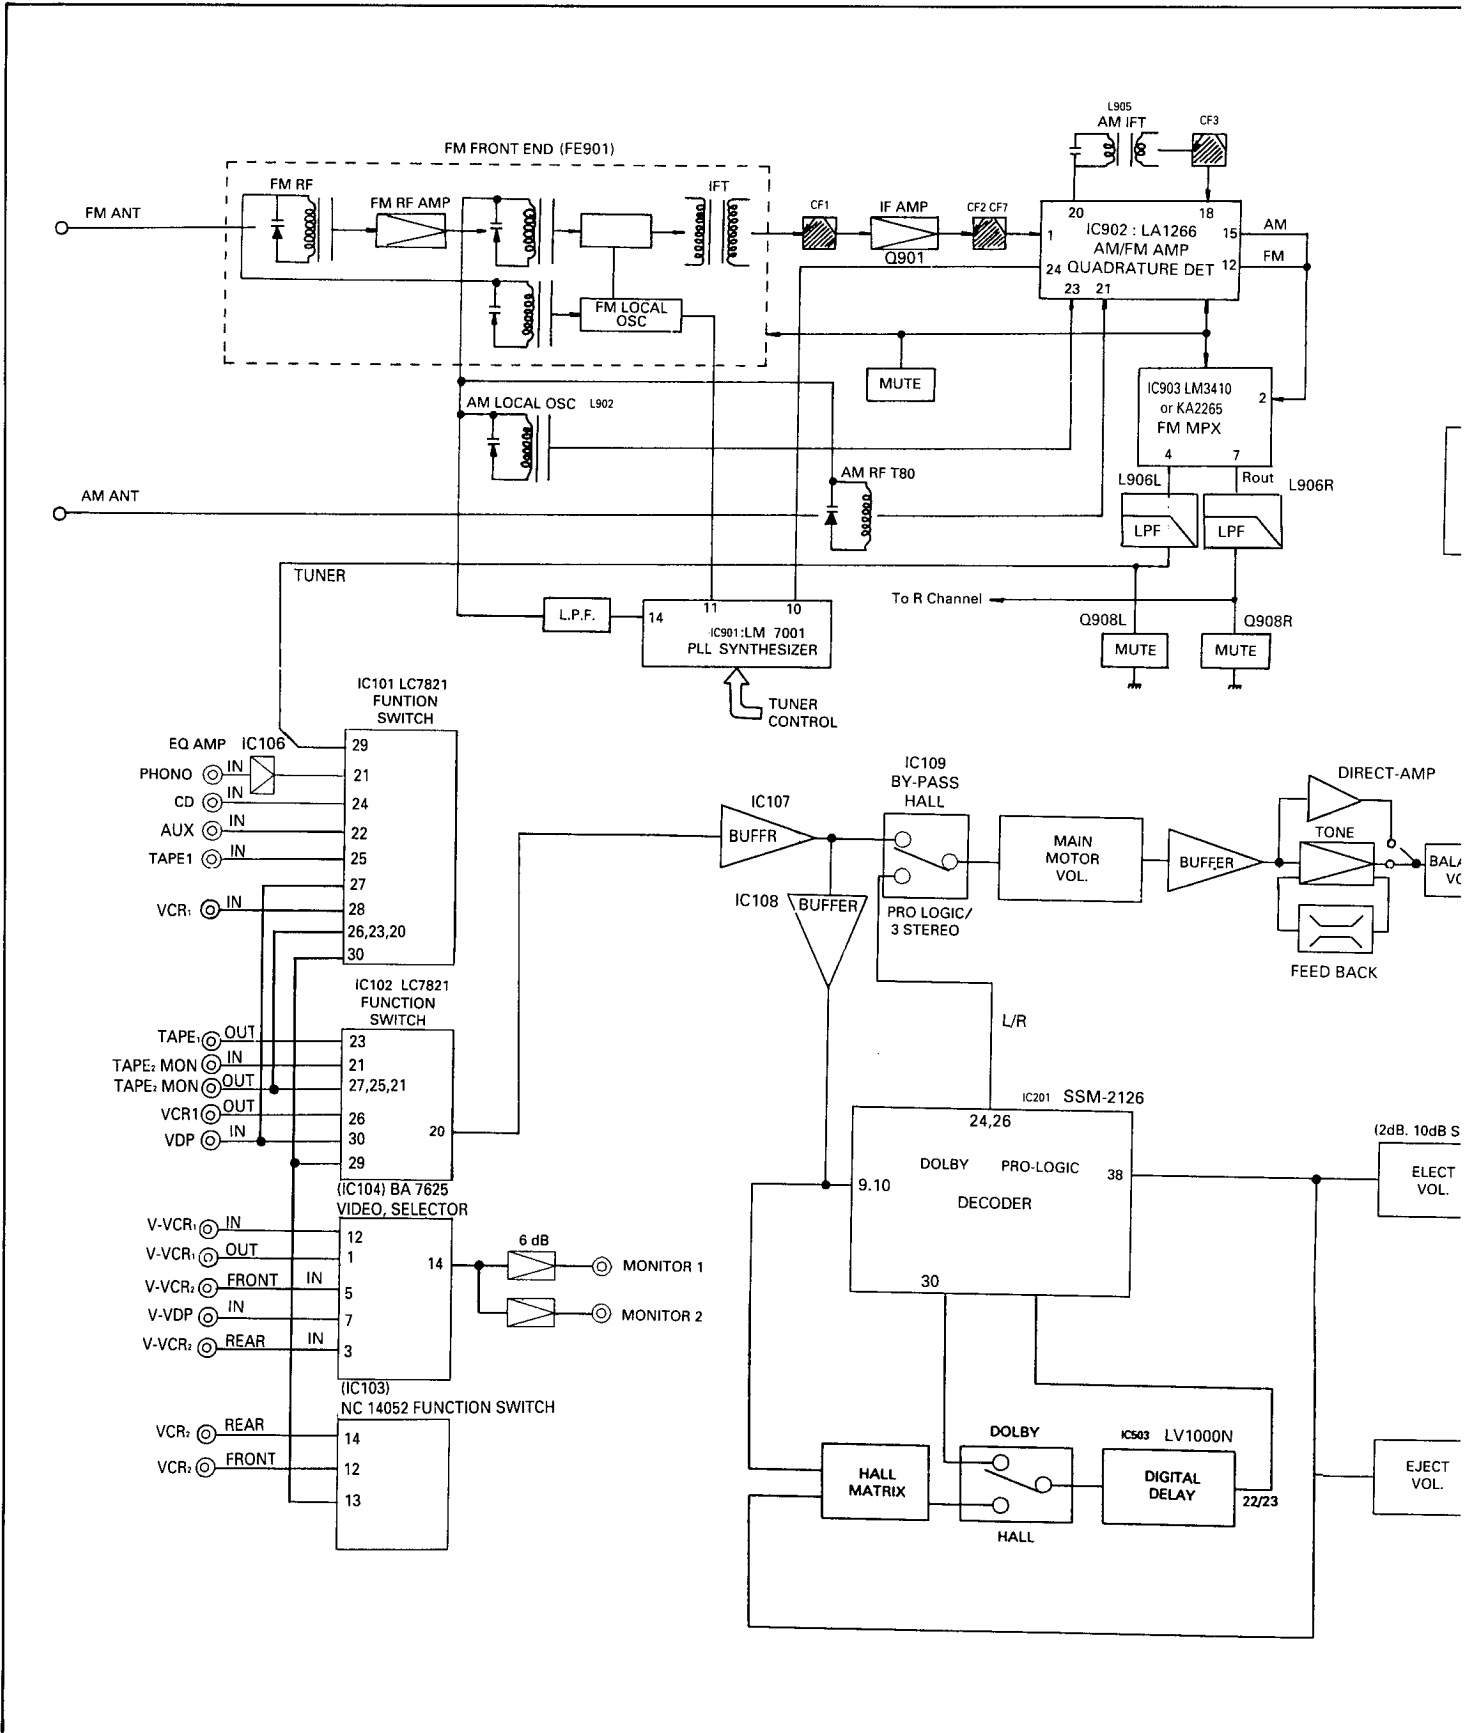 L905
AM IFT
CF3
FM FRONT END (FE901)
FM RF
FM RF AMP
IFT
FM ANT
CF1
IF AMP
CF2 CF7
Q901
20
18
1
IC902 : LA1266
AM/FM AMP
QUADRATURE DET
15
12
24
23
21
AM
FM
FM LOCAL
OSC
MUTE
IC903 LM3410
or KA2265
FM MPX
2
4
7
AM LOCAL OSC L902
AM RF T80
L906L
Rout
L906R
LPF
LPF
AM ANT
TUNER
L.P.F.
14
11
10
IC901:LM 7001
PLL SYNTHESIZER
To R Channel
Q908L
Q908R
MUTE
MUTE
TUNER
CONTROL
IC101 LC7821
FUNTION
SWITCH
EQ AMP
IC106
PHONO
IN
CD
IN
AUX
IN
TAPE1
IN
VCR₁
IN
29
21
24
22
25
27
28
26,23,20
30
IC107
BUFFR
IC109
BY-PASS
HALL
PRO LOGIC/
3 STEREO
IC108
BUFFER
MAIN
MOTOR
VOL.
BUFFER
DIRECT-AMP
TONE
FEED BACK
BALA
VO
IC102 LC7821
FUNCTION
SWITCH
TAPE₁
OUT
TAPE₂ MON
IN
TAPE₂ MON
OUT
VCR1
OUT
VDP
IN
23
21
27,25,21
26
30
29
20
L/R
IC201 SSM-2126
24,26
DOLBY PRO-LOGIC
DECODER
9.10
38
30
(2dB. 10dB S
ELECT
VOL.
(IC104) BA 7625
VIDEO, SELECTOR
V-VCR₁
IN
V-VCR₁
OUT
V-VCR₂
FRONT IN
V-VDP
IN
V-VCR₂
REAR IN
12
1
5
7
3
14
6 dB
MONITOR 1
MONITOR 2
(IC103)
NC 14052 FUNCTION SWITCH
VCR₂
REAR
VCR₂
FRONT
14
12
13
HALL
MATRIX
DOLBY
HALL
IC503 LV1000N
DIGITAL
DELAY
22/23
EJECT
VOL.